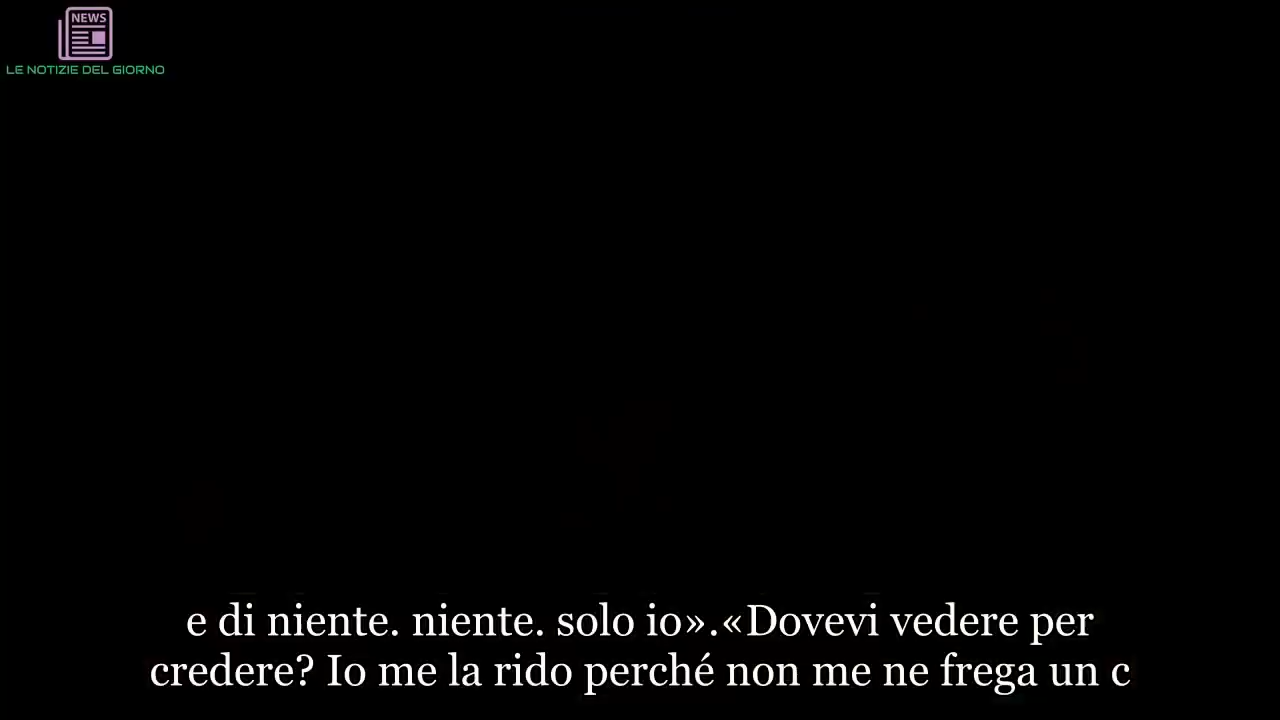 NEWS
LE NOTIZIE DEL GIORNO
e di niente. niente. solo io».«Dovevi vedere per
credere? Io me la rido perché non me ne frega un c